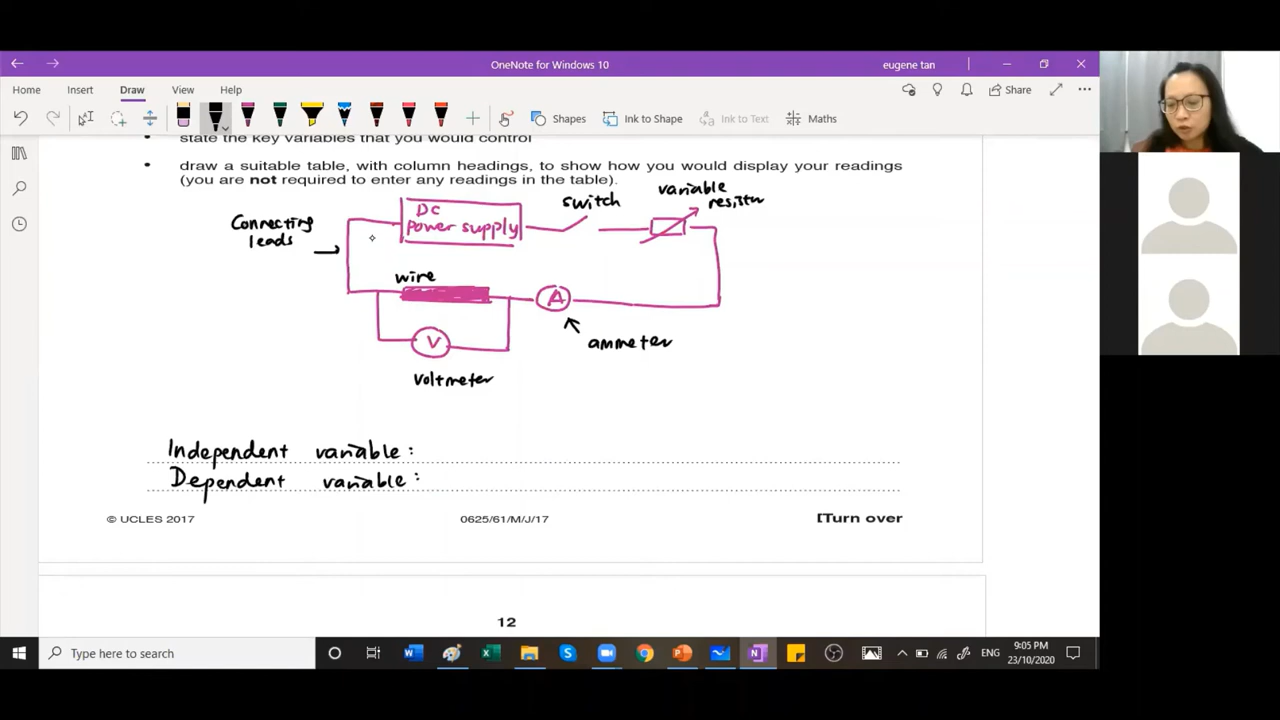 OneNote for Windows 10
eugene tan
Home Insert Draw View Help
Share
Shapes
Ink to Shape
Ink to Text
Maths
state the key variables that you would control
• draw a suitable table, with column headings, to show how you would display your readings
(you are not required to enter any readings in the table).
Connecting
leads
DC
power supply
switch
variable
resistor
wire
A
ammeter
V
voltmeter
Independent variable:
Dependent variable:
© UCLES 2017
0625/61/M/J/17
[Turn over
12
Type here to search
ENG
9:05 PM
23/10/2020